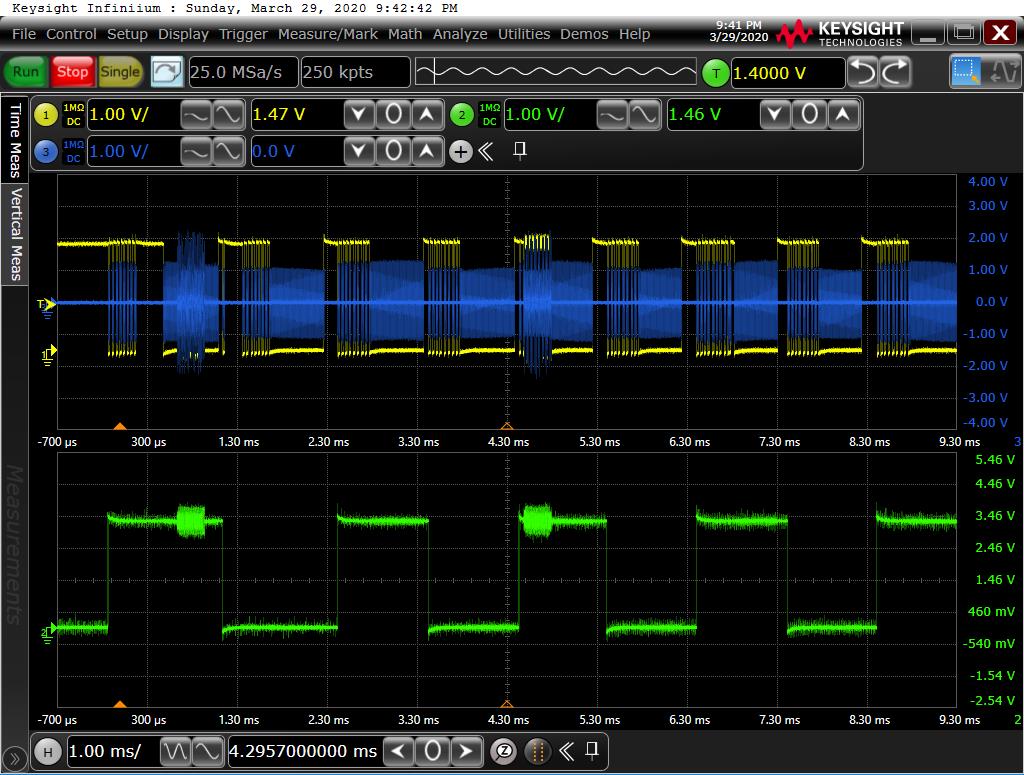 Keysight Infiniium : Sunday, March 29, 2020 9:42:42 PM
File Control Setup Display Trigger Measure/Mark Math Analyze Utilities Demos Help
9:41 PM
3/29/2020
KEYSIGHT
TECHNOLOGIES
Run Stop Single 25.0 MSa/s 250 kpts T 1.4000 V
Time Meas
Vertical Meas
Measurements
1 1MΩ DC 1.00 V/ 1.47 V 2 1MΩ DC 1.00 V/ 1.46 V
3 1MΩ DC 1.00 V/ 0.0 V
4.00 V
3.00 V
2.00 V
1.00 V
T 0.0 V
-1.00 V
1
-2.00 V
-3.00 V
-4.00 V
-700 µs 300 µs 1.30 ms 2.30 ms 3.30 ms 4.30 ms 5.30 ms 6.30 ms 7.30 ms 8.30 ms 9.30 ms 3
5.46 V
4.46 V
3.46 V
2.46 V
1.46 V
460 mV
2
-540 mV
-1.54 V
-2.54 V
-700 µs 300 µs 1.30 ms 2.30 ms 3.30 ms 4.30 ms 5.30 ms 6.30 ms 7.30 ms 8.30 ms 9.30 ms 2
H 1.00 ms/ 4.2957000000 ms 0 Z